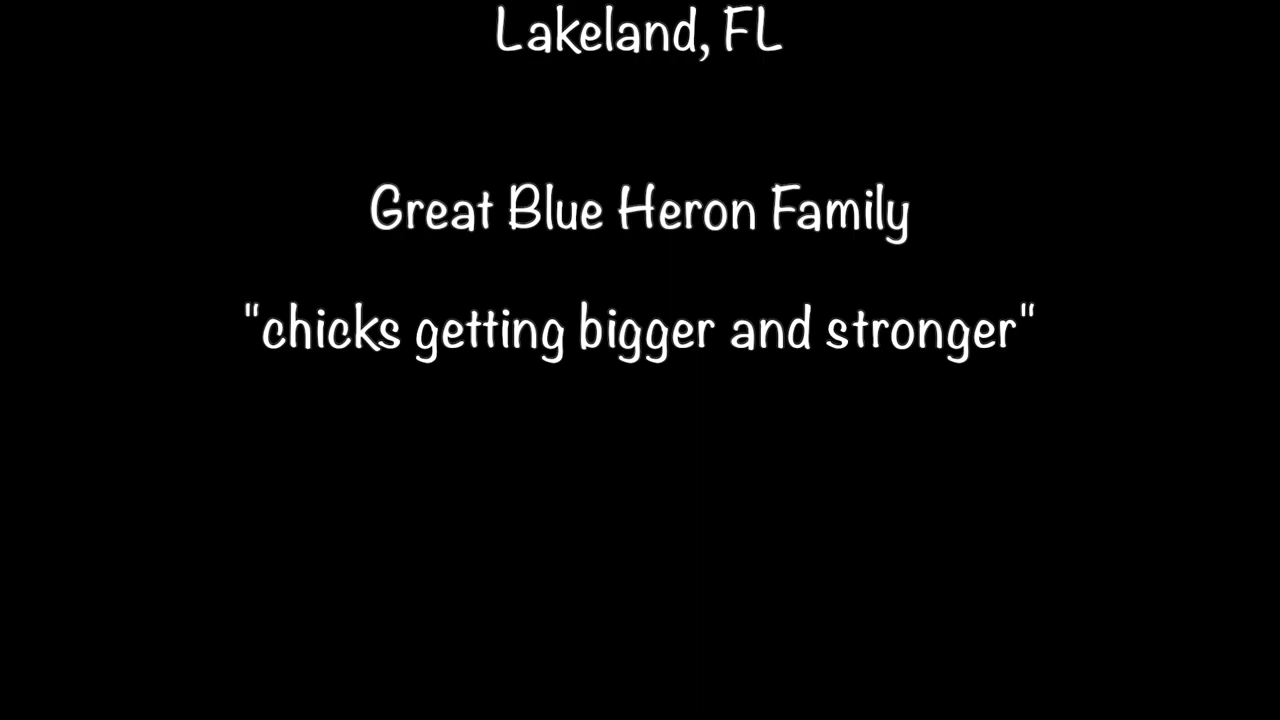 Lakeland, FL
Great Blue Heron Family
"chicks getting bigger and stronger"